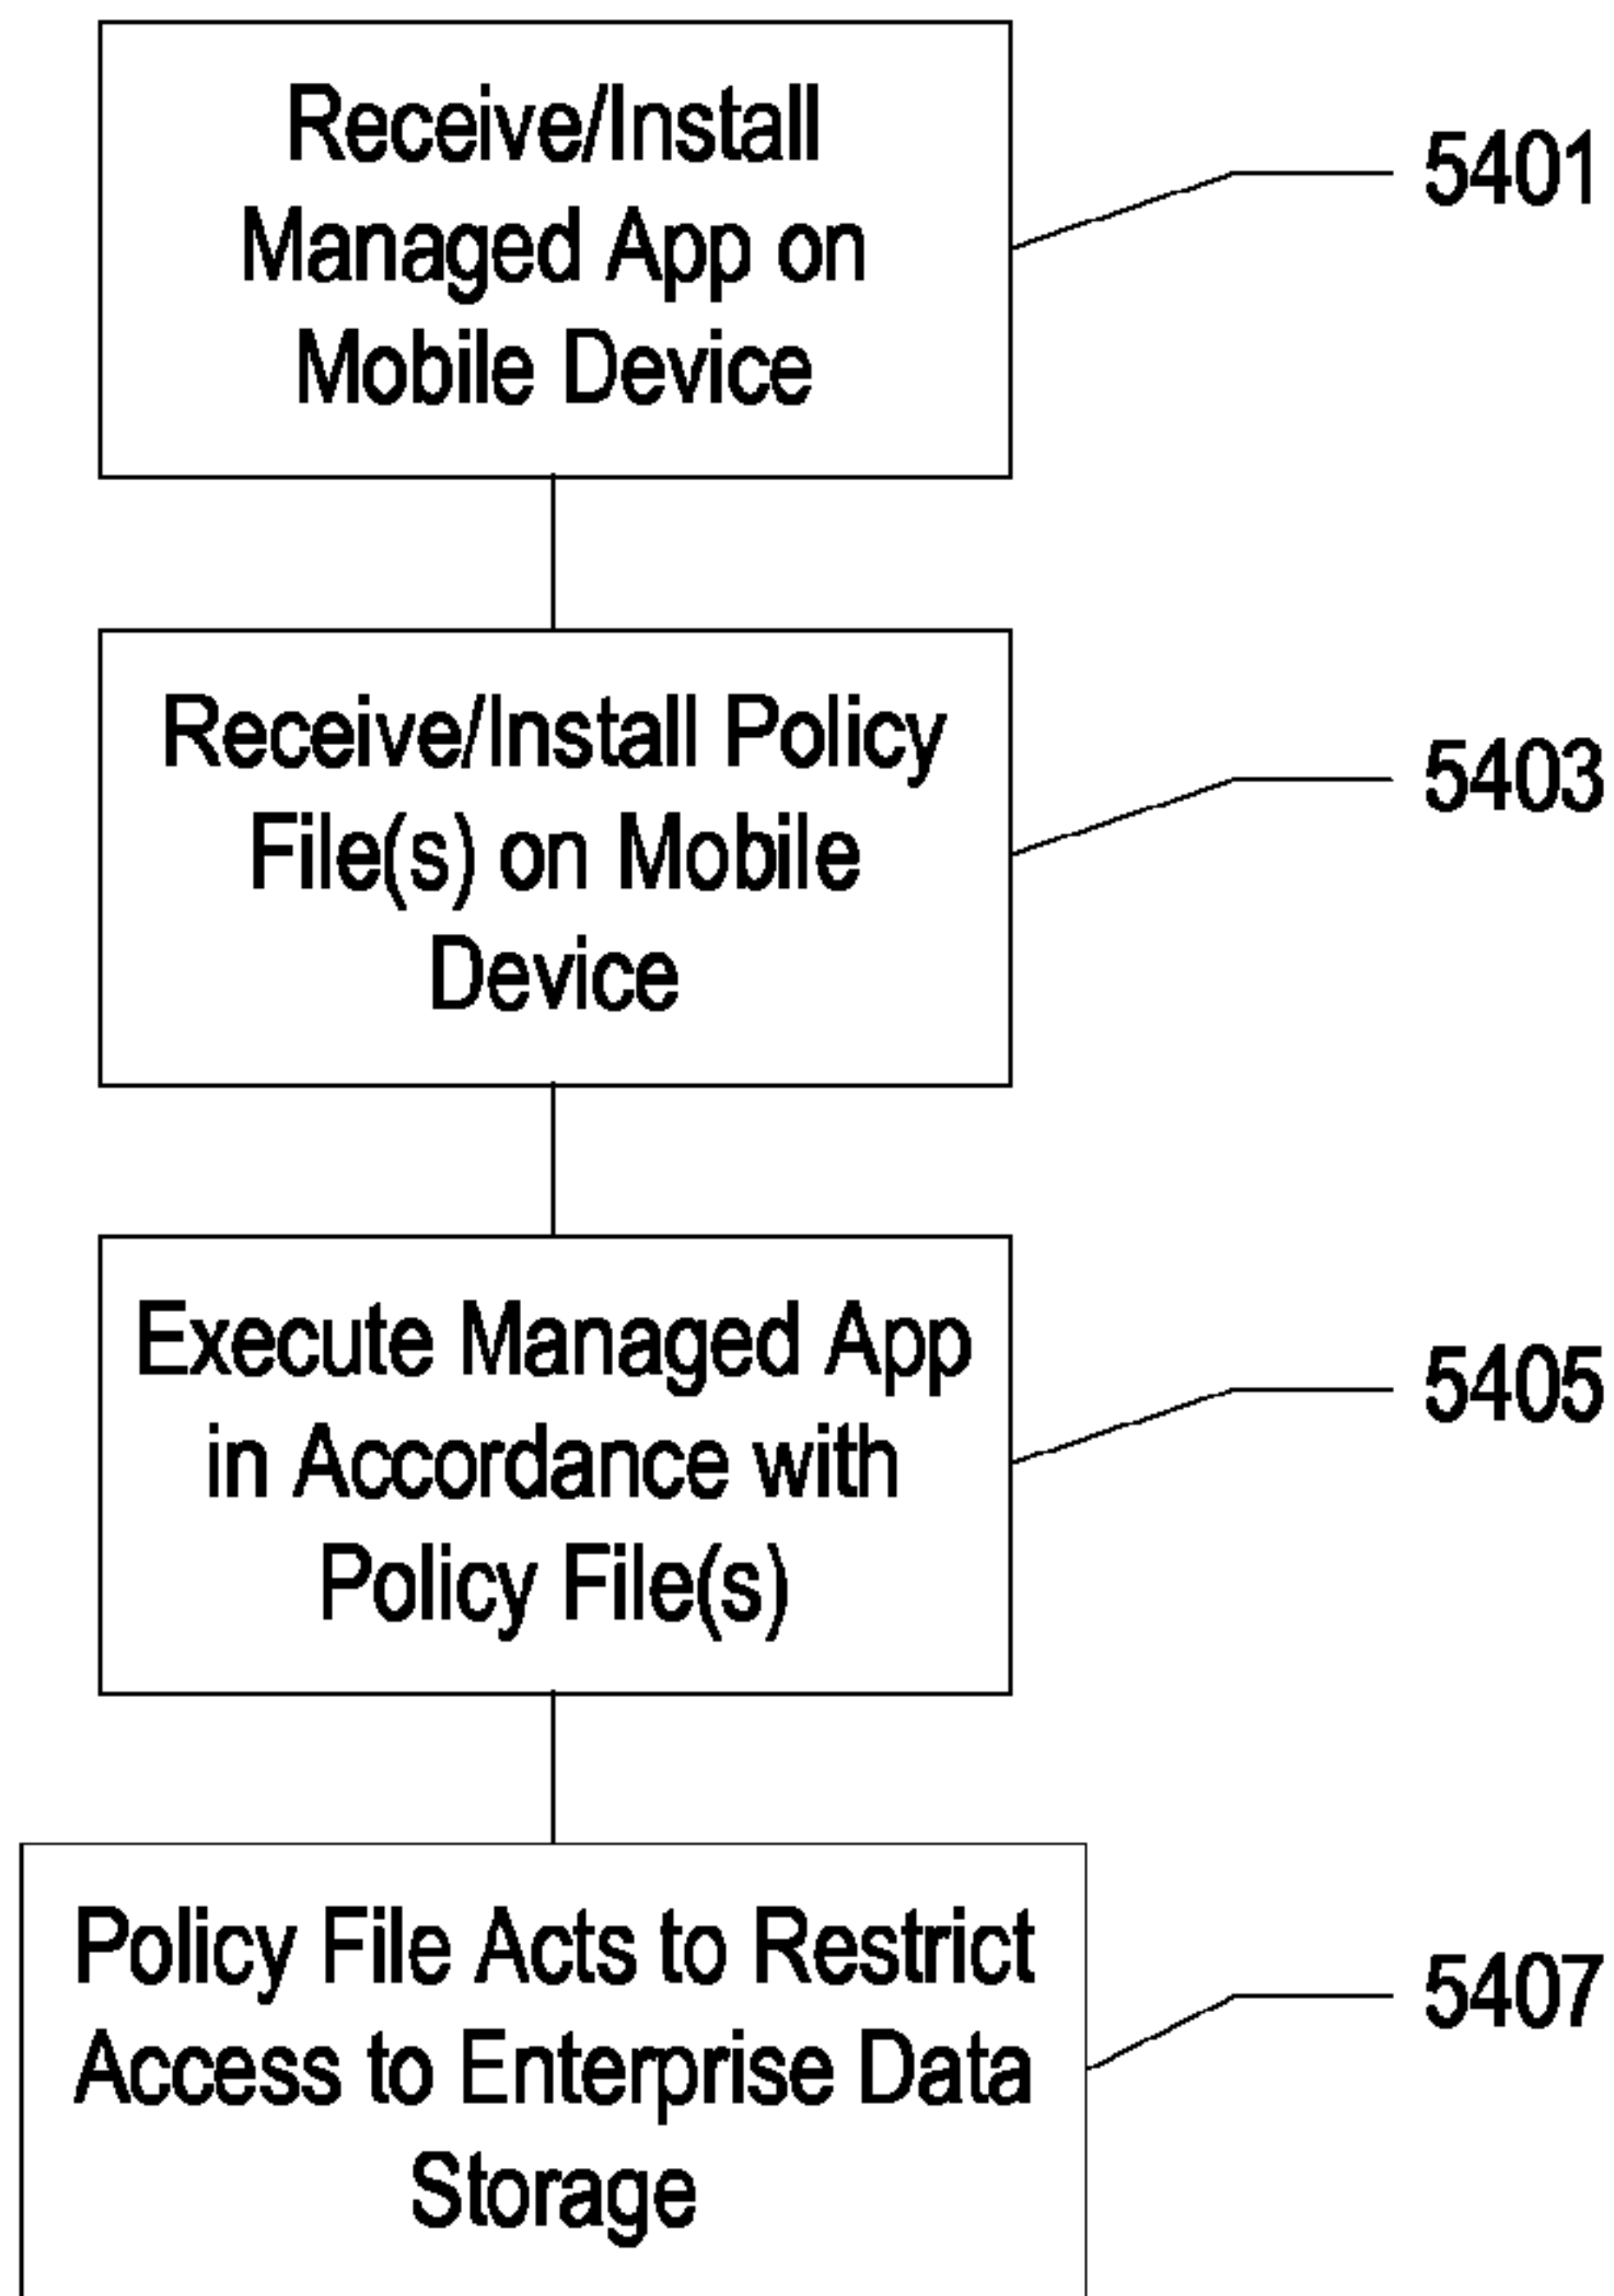 Receive/Install
Managed App on
Mobile Device
5401
Receive/Install Policy
File(s) on Mobile
Device
5403
Execute Managed App
in Accordance with
Policy File(s)
5405
Policy File Acts to Restrict
Access to Enterprise Data
Storage
5407